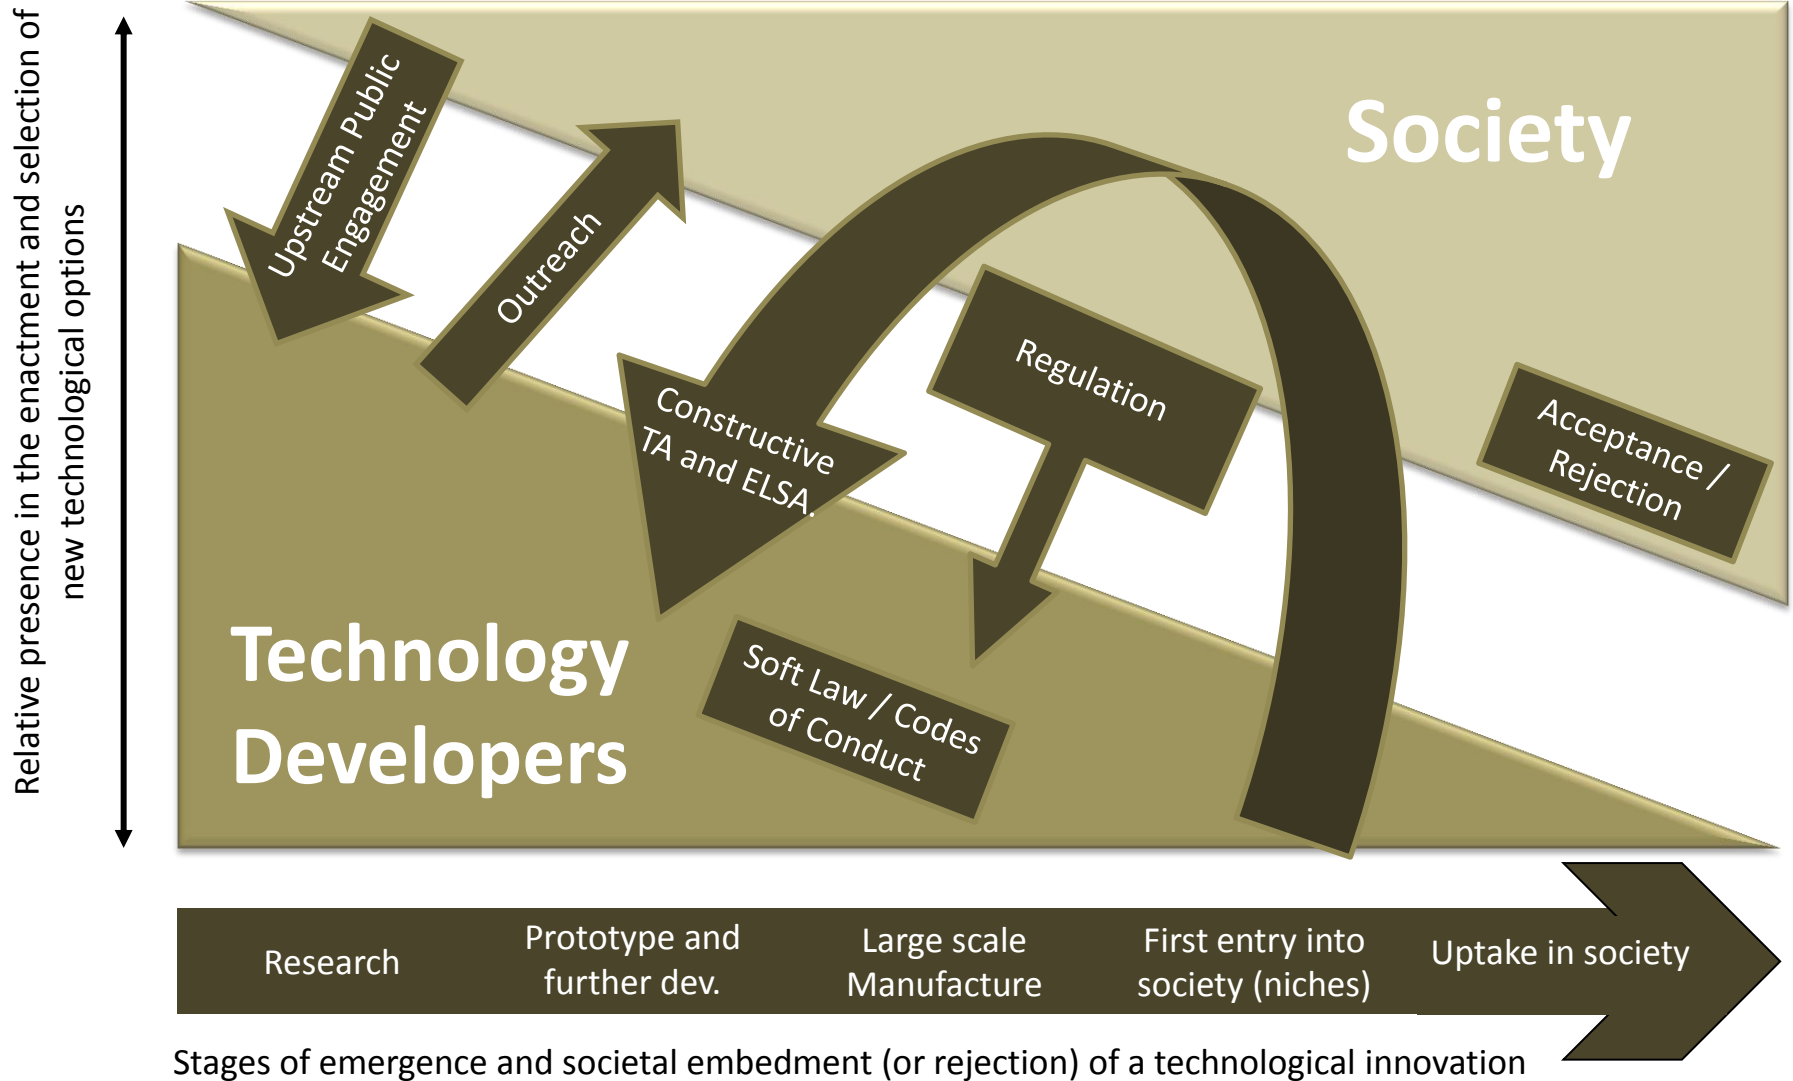 Relative presence in the enactment and selection of
new technological options
Upstream Public
Engagement
Outreach
Society
Constructive
TA and ELSA.
Regulation
Acceptance /
Rejection
Technology
Developers
Soft Law / Codes
of Conduct
Research
Prototype and
further dev.
Large scale
Manufacture
First entry into
society (niches)
Uptake in society
Stages of emergence and societal embedment (or rejection) of a technological innovation